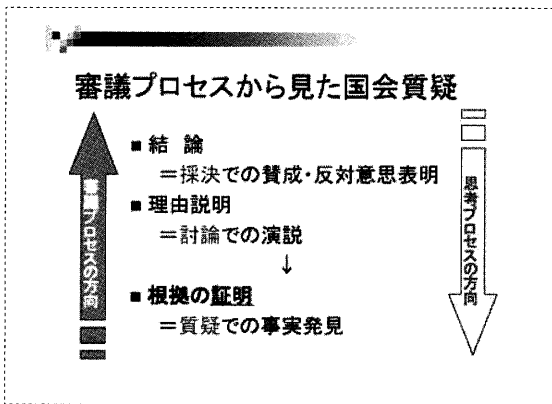 審議プロセスから見た国会質疑
審議プロセスの方向
■ 結　論
＝採決での賛成・反対意思表明
■ 理由説明
＝討論での演説
↓
■ 根拠の証明
＝質疑での事実発見
思考プロセスの方向